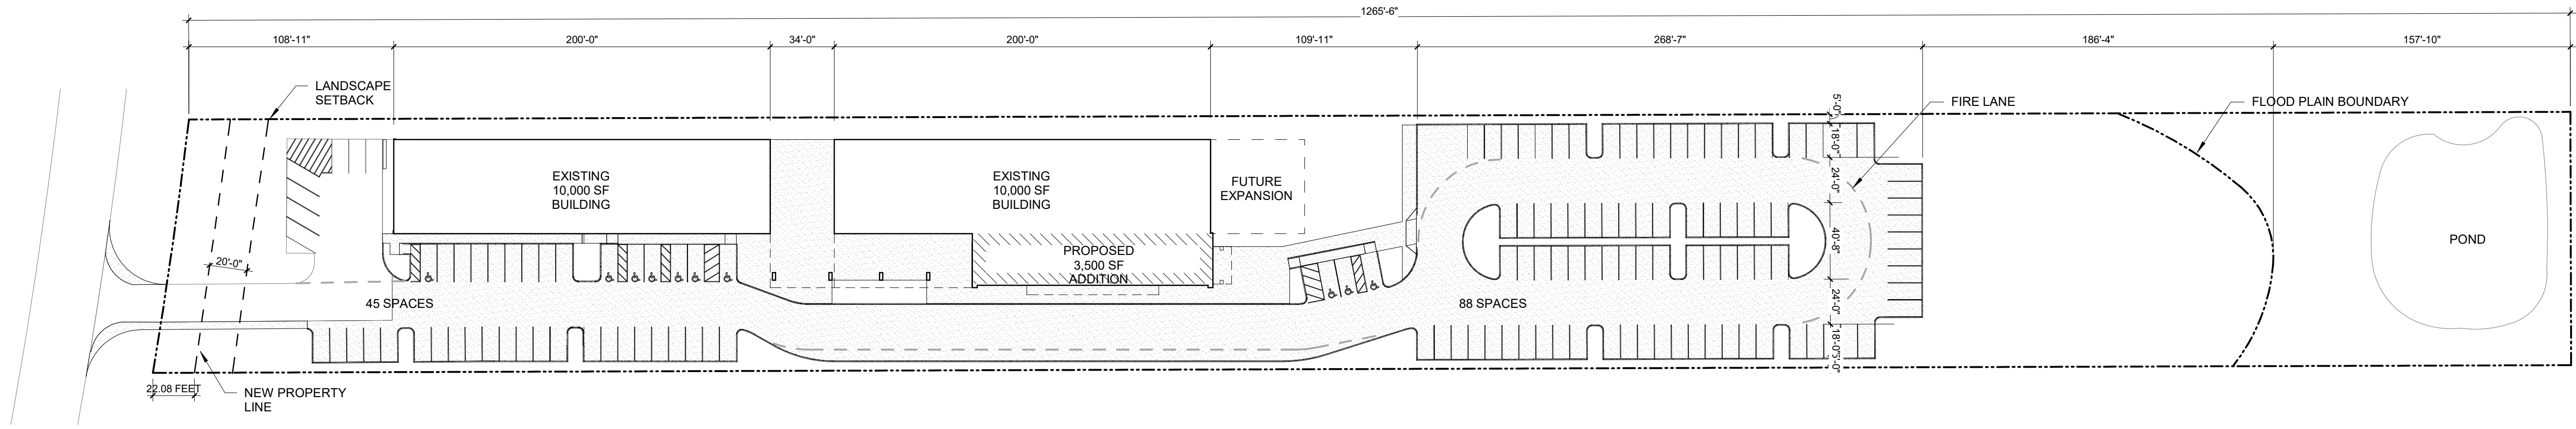 1265'-6"
108'-11"
200'-0"
34'-0"
200'-0"
109'-11"
268'-7"
186'-4"
157'-10"
LANDSCAPE
SETBACK
5'-0"
FIRE LANE
FLOOD PLAIN BOUNDARY
18'-0"
EXISTING
10,000 SF
BUILDING
EXISTING
10,000 SF
BUILDING
FUTURE
EXPANSION
24'-0"
PROPOSED
3,500 SF
ADDITION
40'-8"
POND
20'-0"
45 SPACES
88 SPACES
24'-0"
18'-0"
5'-0"
22.08 FEET
NEW PROPERTY
LINE